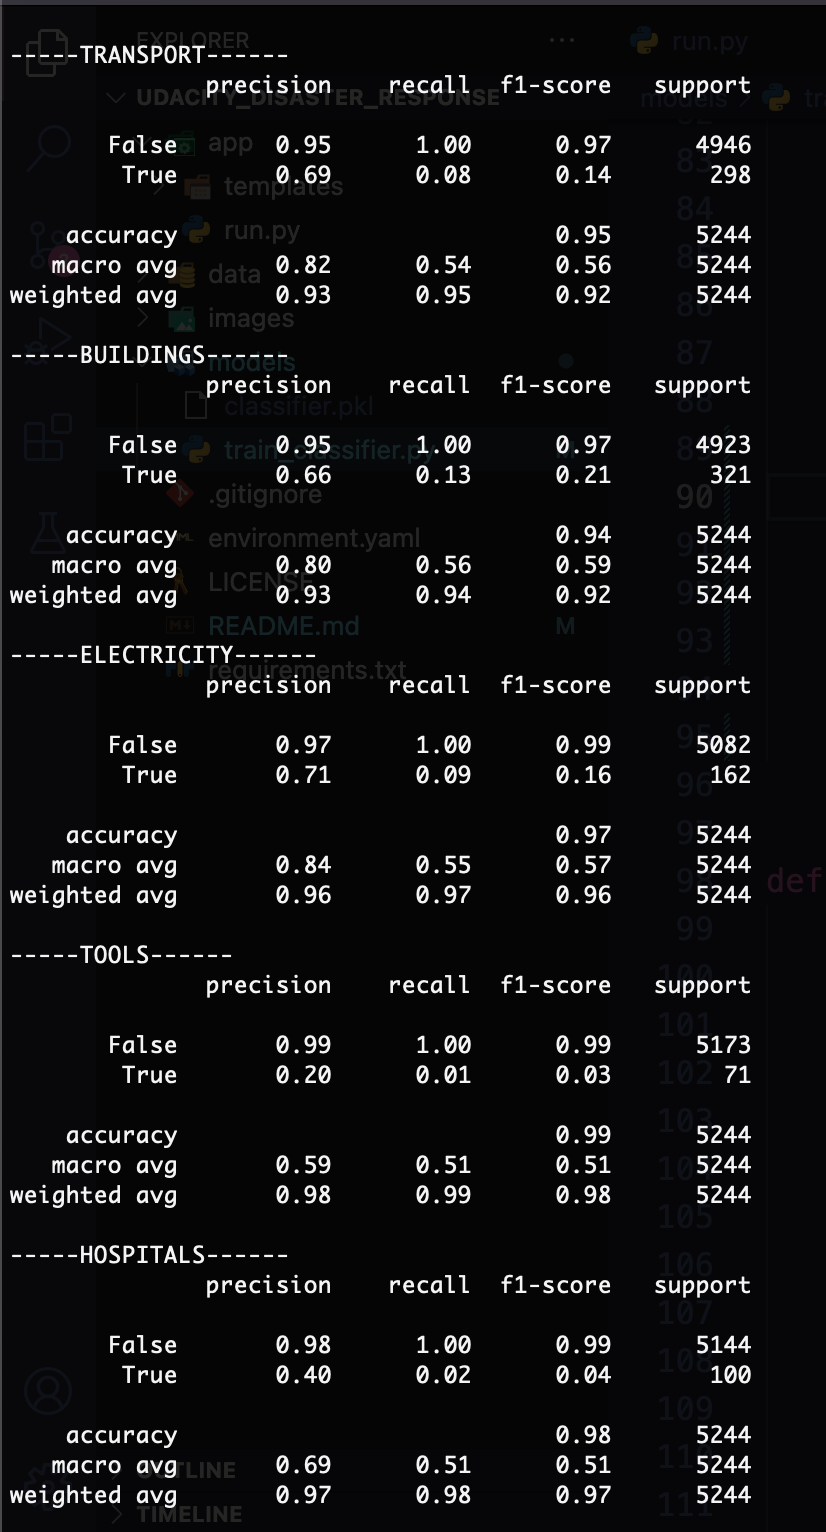 EXPLORER
run.py
-----TRANSPORT------
precision recall f1-score support
UDACITY_DISASTER_RESPONSE
models
False 0.95 1.00 0.97 4946
app
True 0.69 0.08 0.14 298
templates
84
run.py
accuracy 0.95 5244
macro avg 0.82 0.54 0.56 5244
data
weighted avg 0.93 0.95 0.92 5244
images
-----BUILDINGS------
87
models
precision recall f1-score support
classifier.pkl
False 0.95 1.00 0.97 4923
train_classifier.py
True 0.66 0.13 0.21 321
.gitignore
90
accuracy 0.94 5244
environment.yaml
macro avg 0.80 0.56 0.59 5244
LICENSE
weighted avg 0.93 0.94 0.92 5244
README.md M
93
-----ELECTRICITY------
requirements.txt
precision recall f1-score support
False 0.97 1.00 0.99 5082
True 0.71 0.09 0.16 162
96
accuracy 0.97 5244
macro avg 0.84 0.55 0.57 5244
def
weighted avg 0.96 0.97 0.96 5244
99
-----TOOLS------
precision recall f1-score support
101
False 0.99 1.00 0.99 5173
True 0.20 0.01 0.03 71
102
accuracy 0.99 5244
macro avg 0.59 0.51 0.51 5244
weighted avg 0.98 0.99 0.98 5244
105
-----HOSPITALS------
106
precision recall f1-score support
107
False 0.98 1.00 0.99 5144
108
True 0.40 0.02 0.04 100
109
accuracy 0.98 5244
macro avg 0.69 0.51 0.51 5244
OUTLINE
weighted avg 0.97 0.98 0.97 5244
TIMELINE